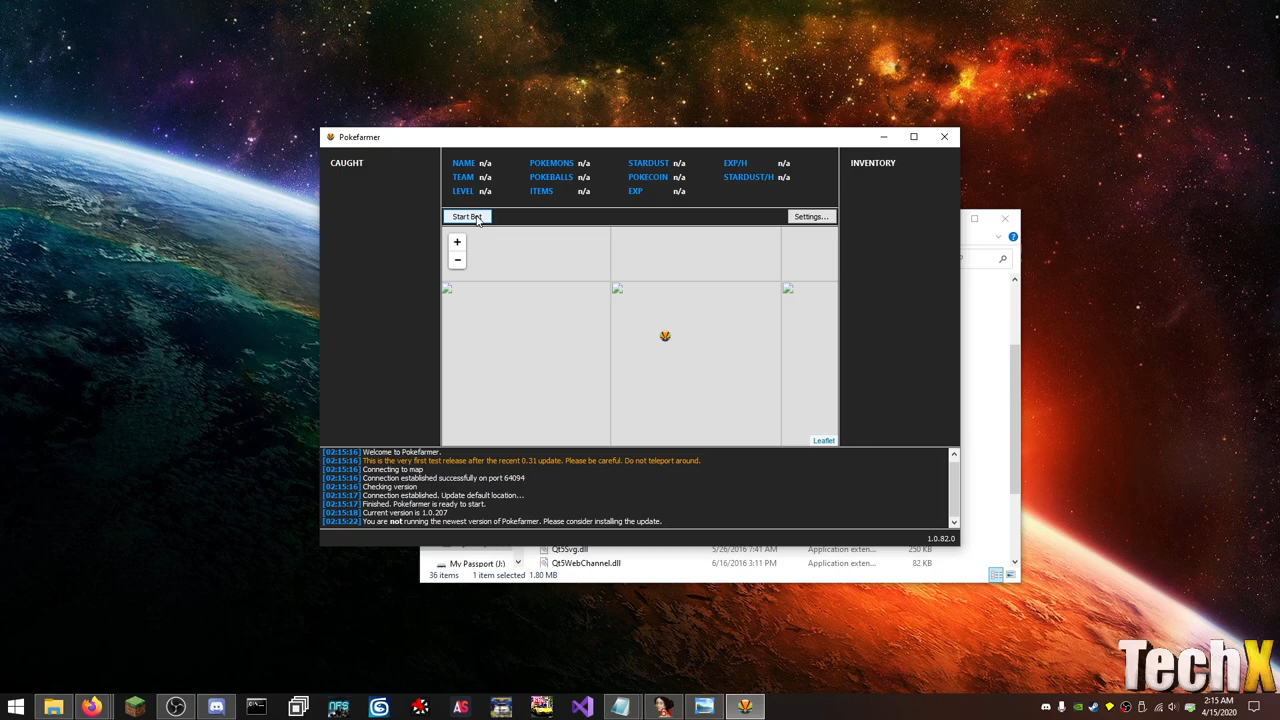 Pokefarmer
CAUGHT
NAME n/a POKEMONS n/a STARDUST n/a EXP/H n/a
TEAM n/a POKEBALLS n/a POKECOIN n/a STARDUST/H n/a
LEVEL n/a ITEMS n/a EXP n/a
INVENTORY
Start Bot
Settings...
+
−
Leaflet
[02:15:16] Welcome to Pokefarmer.
[02:15:16] This is the very first test release after the recent 0.31 update. Please be careful. Do not teleport around.
[02:15:16] Connecting to map
[02:15:16] Connection established successfully on port 64094
[02:15:16] Checking version
[02:15:17] Connection established. Update default location...
[02:15:17] Finished. Pokefarmer is ready to start.
[02:15:18] Current version is 1.0.207
[02:15:22] You are not running the newest version of Pokefarmer. Please consider installing the update.
1.0.82.0
Qt5Svg.dll 5/26/2016 7:41 AM Application exten... 250 KB
My Passport (J:) Qt5WebChannel.dll 6/16/2016 3:11 PM Application exten... 82 KB
36 items 1 item selected 1.80 MB
TechX
NFS
AS
2:15 AM
4/15/2020